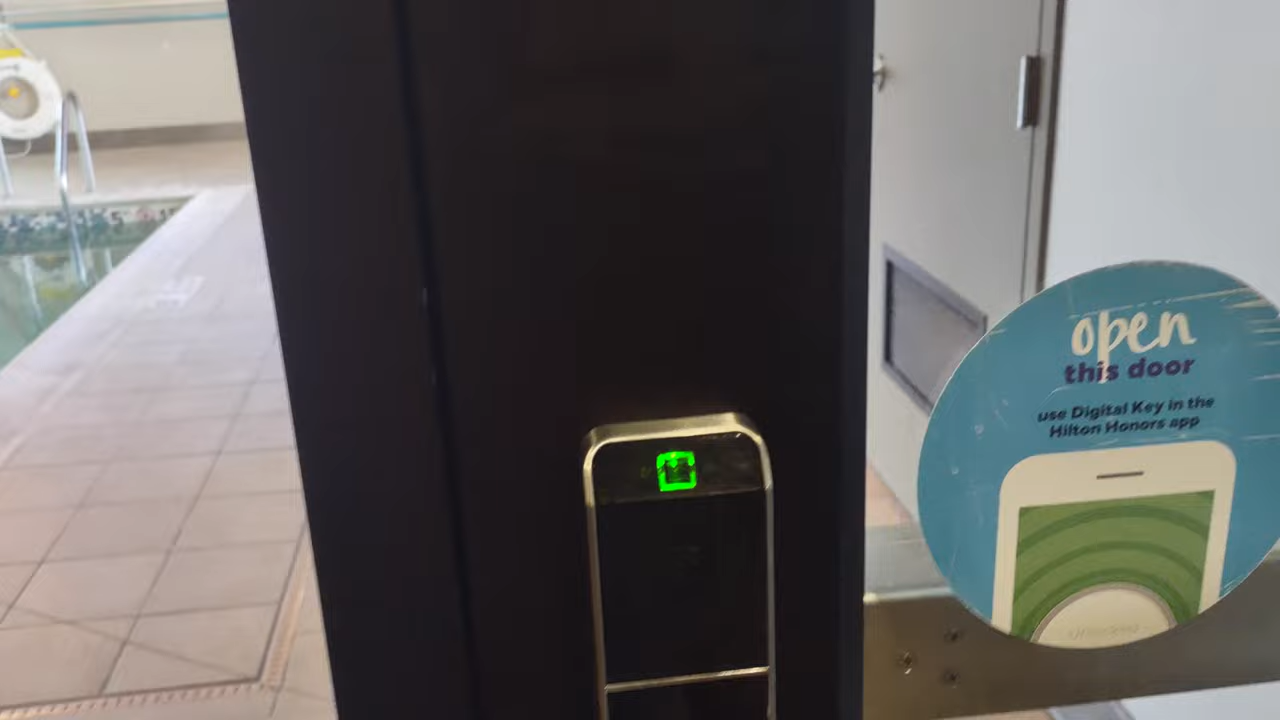 open
this door
use Digital Key in the
Hilton Honors app